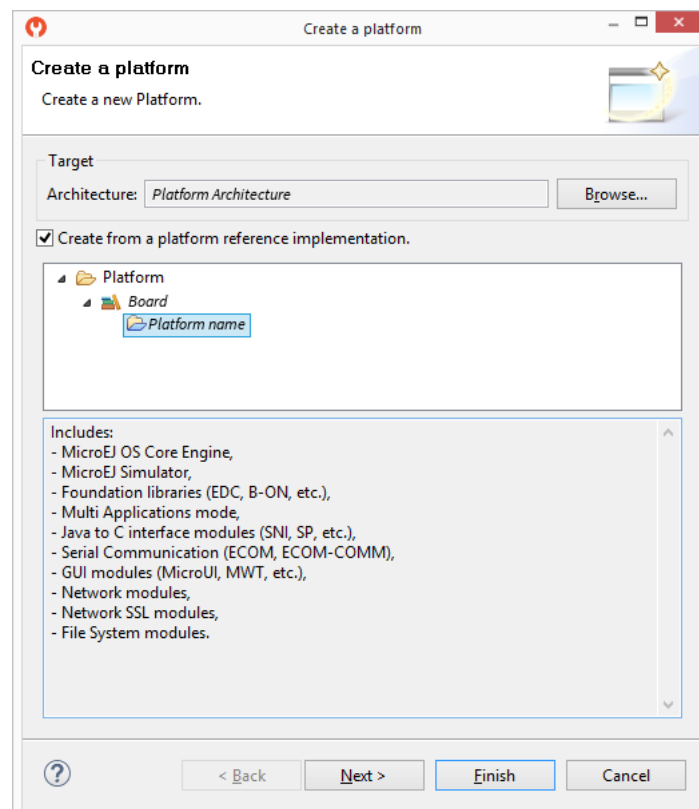 Create a platform
Create a platform
Create a new Platform.
Target
Architecture: Platform Architecture Browse...
Create from a platform reference implementation.
Platform
Board
Platform name
Includes:
- MicroEJ OS Core Engine,
- MicroEJ Simulator,
- Foundation libraries (EDC, B-ON, etc.),
- Multi Applications mode,
- Java to C interface modules (SNI, SP, etc.),
- Serial Communication (ECOM, ECOM-COMM),
- GUI modules (MicroUI, MWT, etc.),
- Network modules,
- Network SSL modules,
- File System modules.
? < Back Next > Finish Cancel